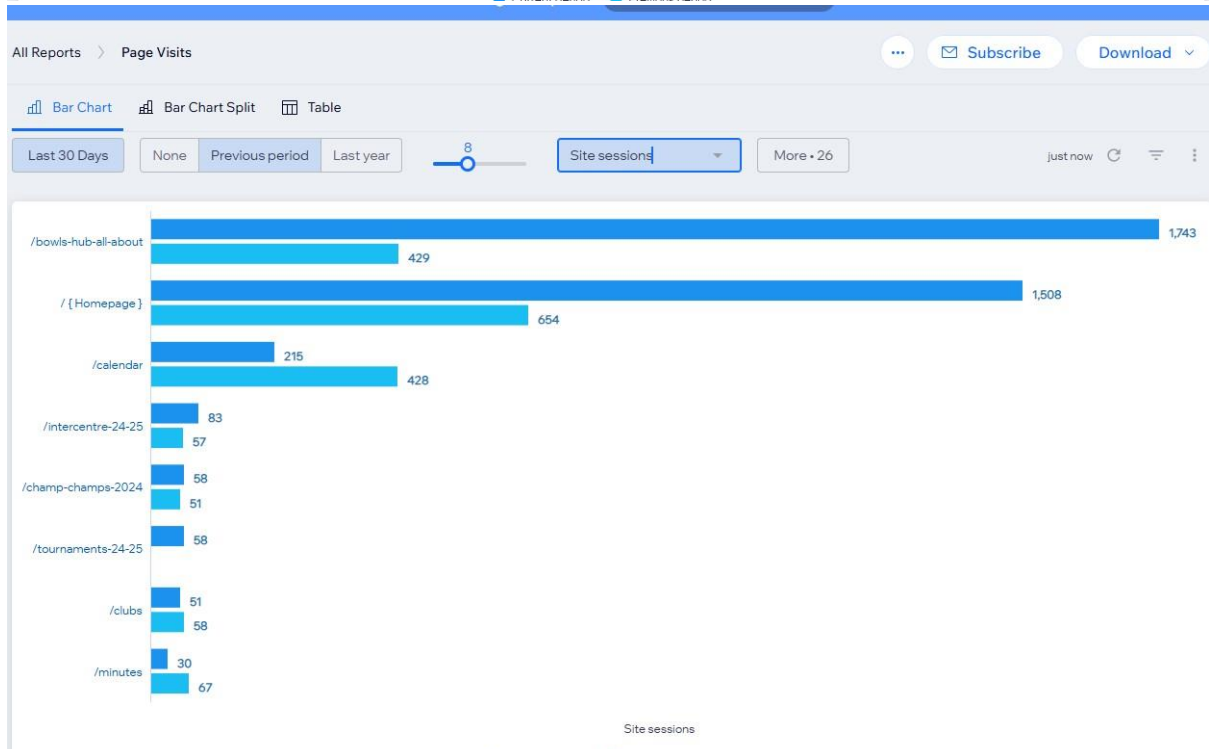 All Reports > Page Visits
... Subscribe Download
Bar Chart Bar Chart Split Table
Last 30 Days None Previous period Last year 8 Site sessions More • 26 just now
/bowls-hub-all-about 1,743
429
/ { Homepage } 1,508
654
/calendar 215
428
/intercentre-24-25 83
57
/champ-champs-2024 58
51
/tournaments-24-25 58
/clubs 51
58
/minutes 30
67
Site sessions